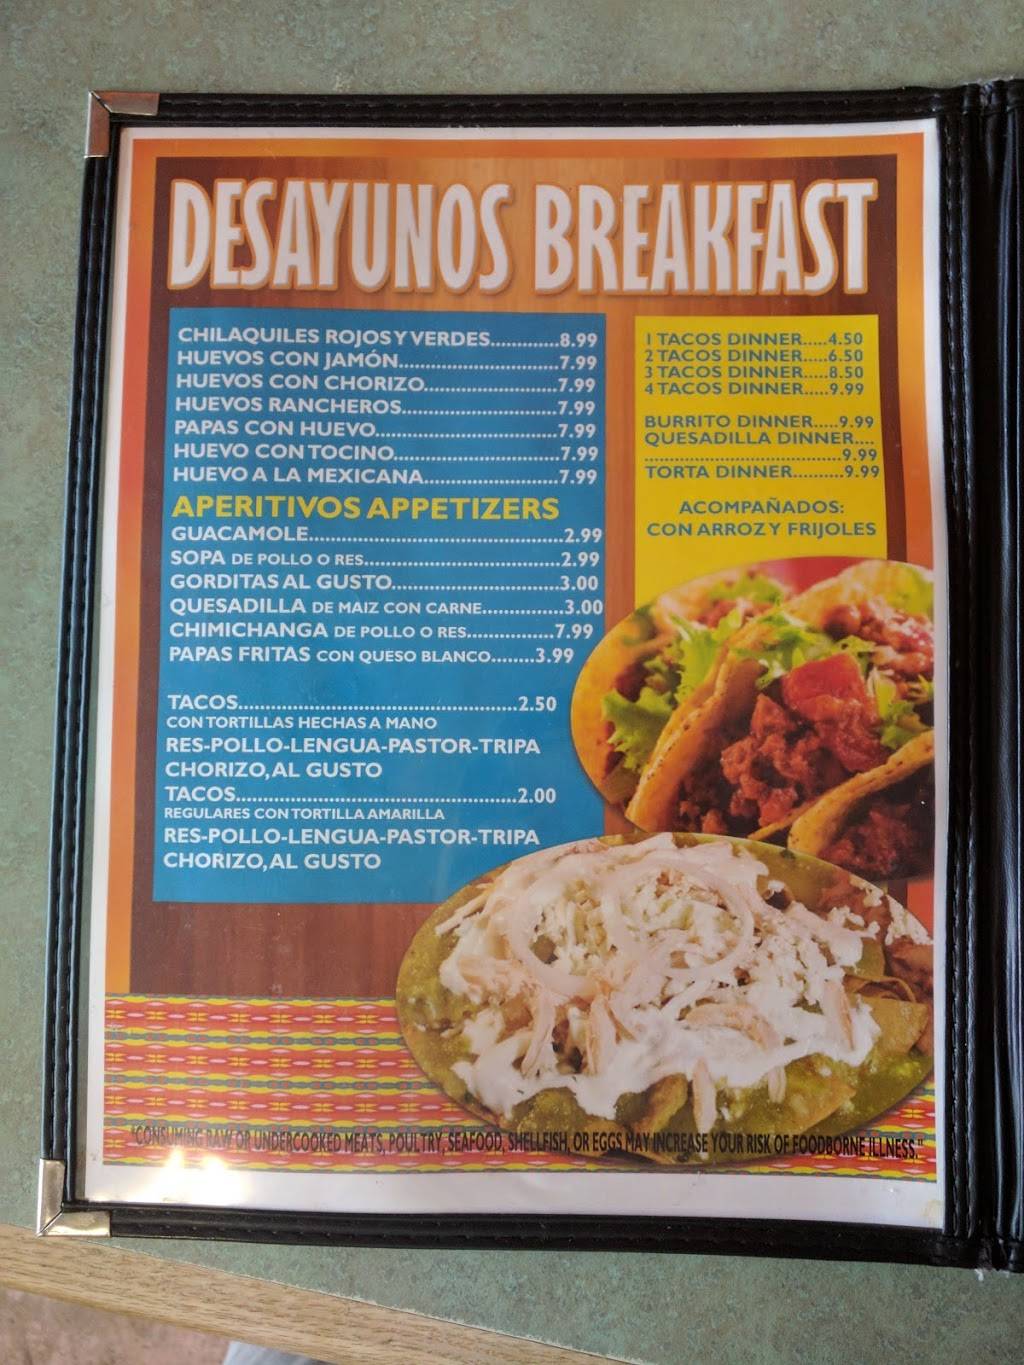 DESAYUNOS BREAKFAST
CHILAQUILES ROJOS Y VERDES.............8.99
HUEVOS CON JAMÓN..............................7.99
HUEVOS CON CHORIZO.........................7.99
HUEVOS RANCHEROS.............................7.99
PAPAS CON HUEVO..................................7.99
HUEVO CON TOCINO...............................7.99
HUEVO A LA MEXICANA.........................7.99
APERITIVOS APPETIZERS
GUACAMOLE................................................2.99
SOPA DE POLLO O RES....................................2.99
GORDITAS AL GUSTO................................3.00
QUESADILLA DE MAIZ CON CARNE...............3.00
CHIMICHANGA DE POLLO O RES.................7.99
PAPAS FRITAS CON QUESO BLANCO........3.99
TACOS.....................................................2.50
CON TORTILLAS HECHAS A MANO
RES-POLLO-LENGUA-PASTOR-TRIPA
CHORIZO, AL GUSTO
TACOS.....................................................2.00
REGULARES CON TORTILLA AMARILLA
RES-POLLO-LENGUA-PASTOR-TRIPA
CHORIZO, AL GUSTO
1 TACOS DINNER.....4.50
2 TACOS DINNER.....6.50
3 TACOS DINNER.....8.50
4 TACOS DINNER.....9.99
BURRITO DINNER.....9.99
QUESADILLA DINNER....
........................................9.99
TORTA DINNER...........9.99
ACOMPAÑADOS:
CON ARROZ Y FRIJOLES
"CONSUMING RAW OR UNDERCOOKED MEATS, POULTRY, SEAFOOD, SHELLFISH, OR EGGS MAY INCREASE YOUR RISK OF FOODBORNE ILLNESS."